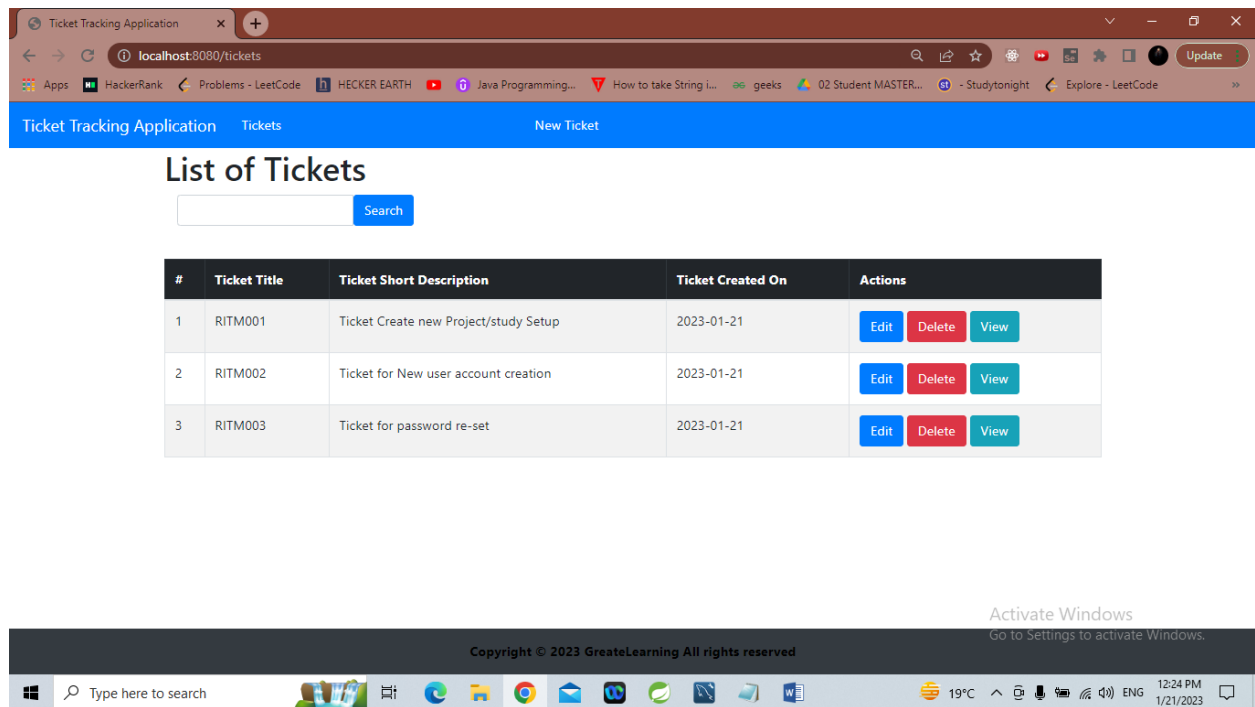 Ticket Tracking Application
localhost:8080/tickets
Update
Apps HackerRank Problems - LeetCode HECKER EARTH Java Programming... How to take String i... geeks 02 Student MASTER... - Studytonight Explore - LeetCode »
Ticket Tracking Application Tickets New Ticket
List of Tickets
Search
# Ticket Title Ticket Short Description Ticket Created On Actions
1 RITM001 Ticket Create new Project/study Setup 2023-01-21 Edit Delete View
2 RITM002 Ticket for New user account creation 2023-01-21 Edit Delete View
3 RITM003 Ticket for password re-set 2023-01-21 Edit Delete View
Activate Windows
Go to Settings to activate Windows.
Copyright © 2023 GreateLearning All rights reserved
Type here to search
19°C ENG 12:24 PM
1/21/2023